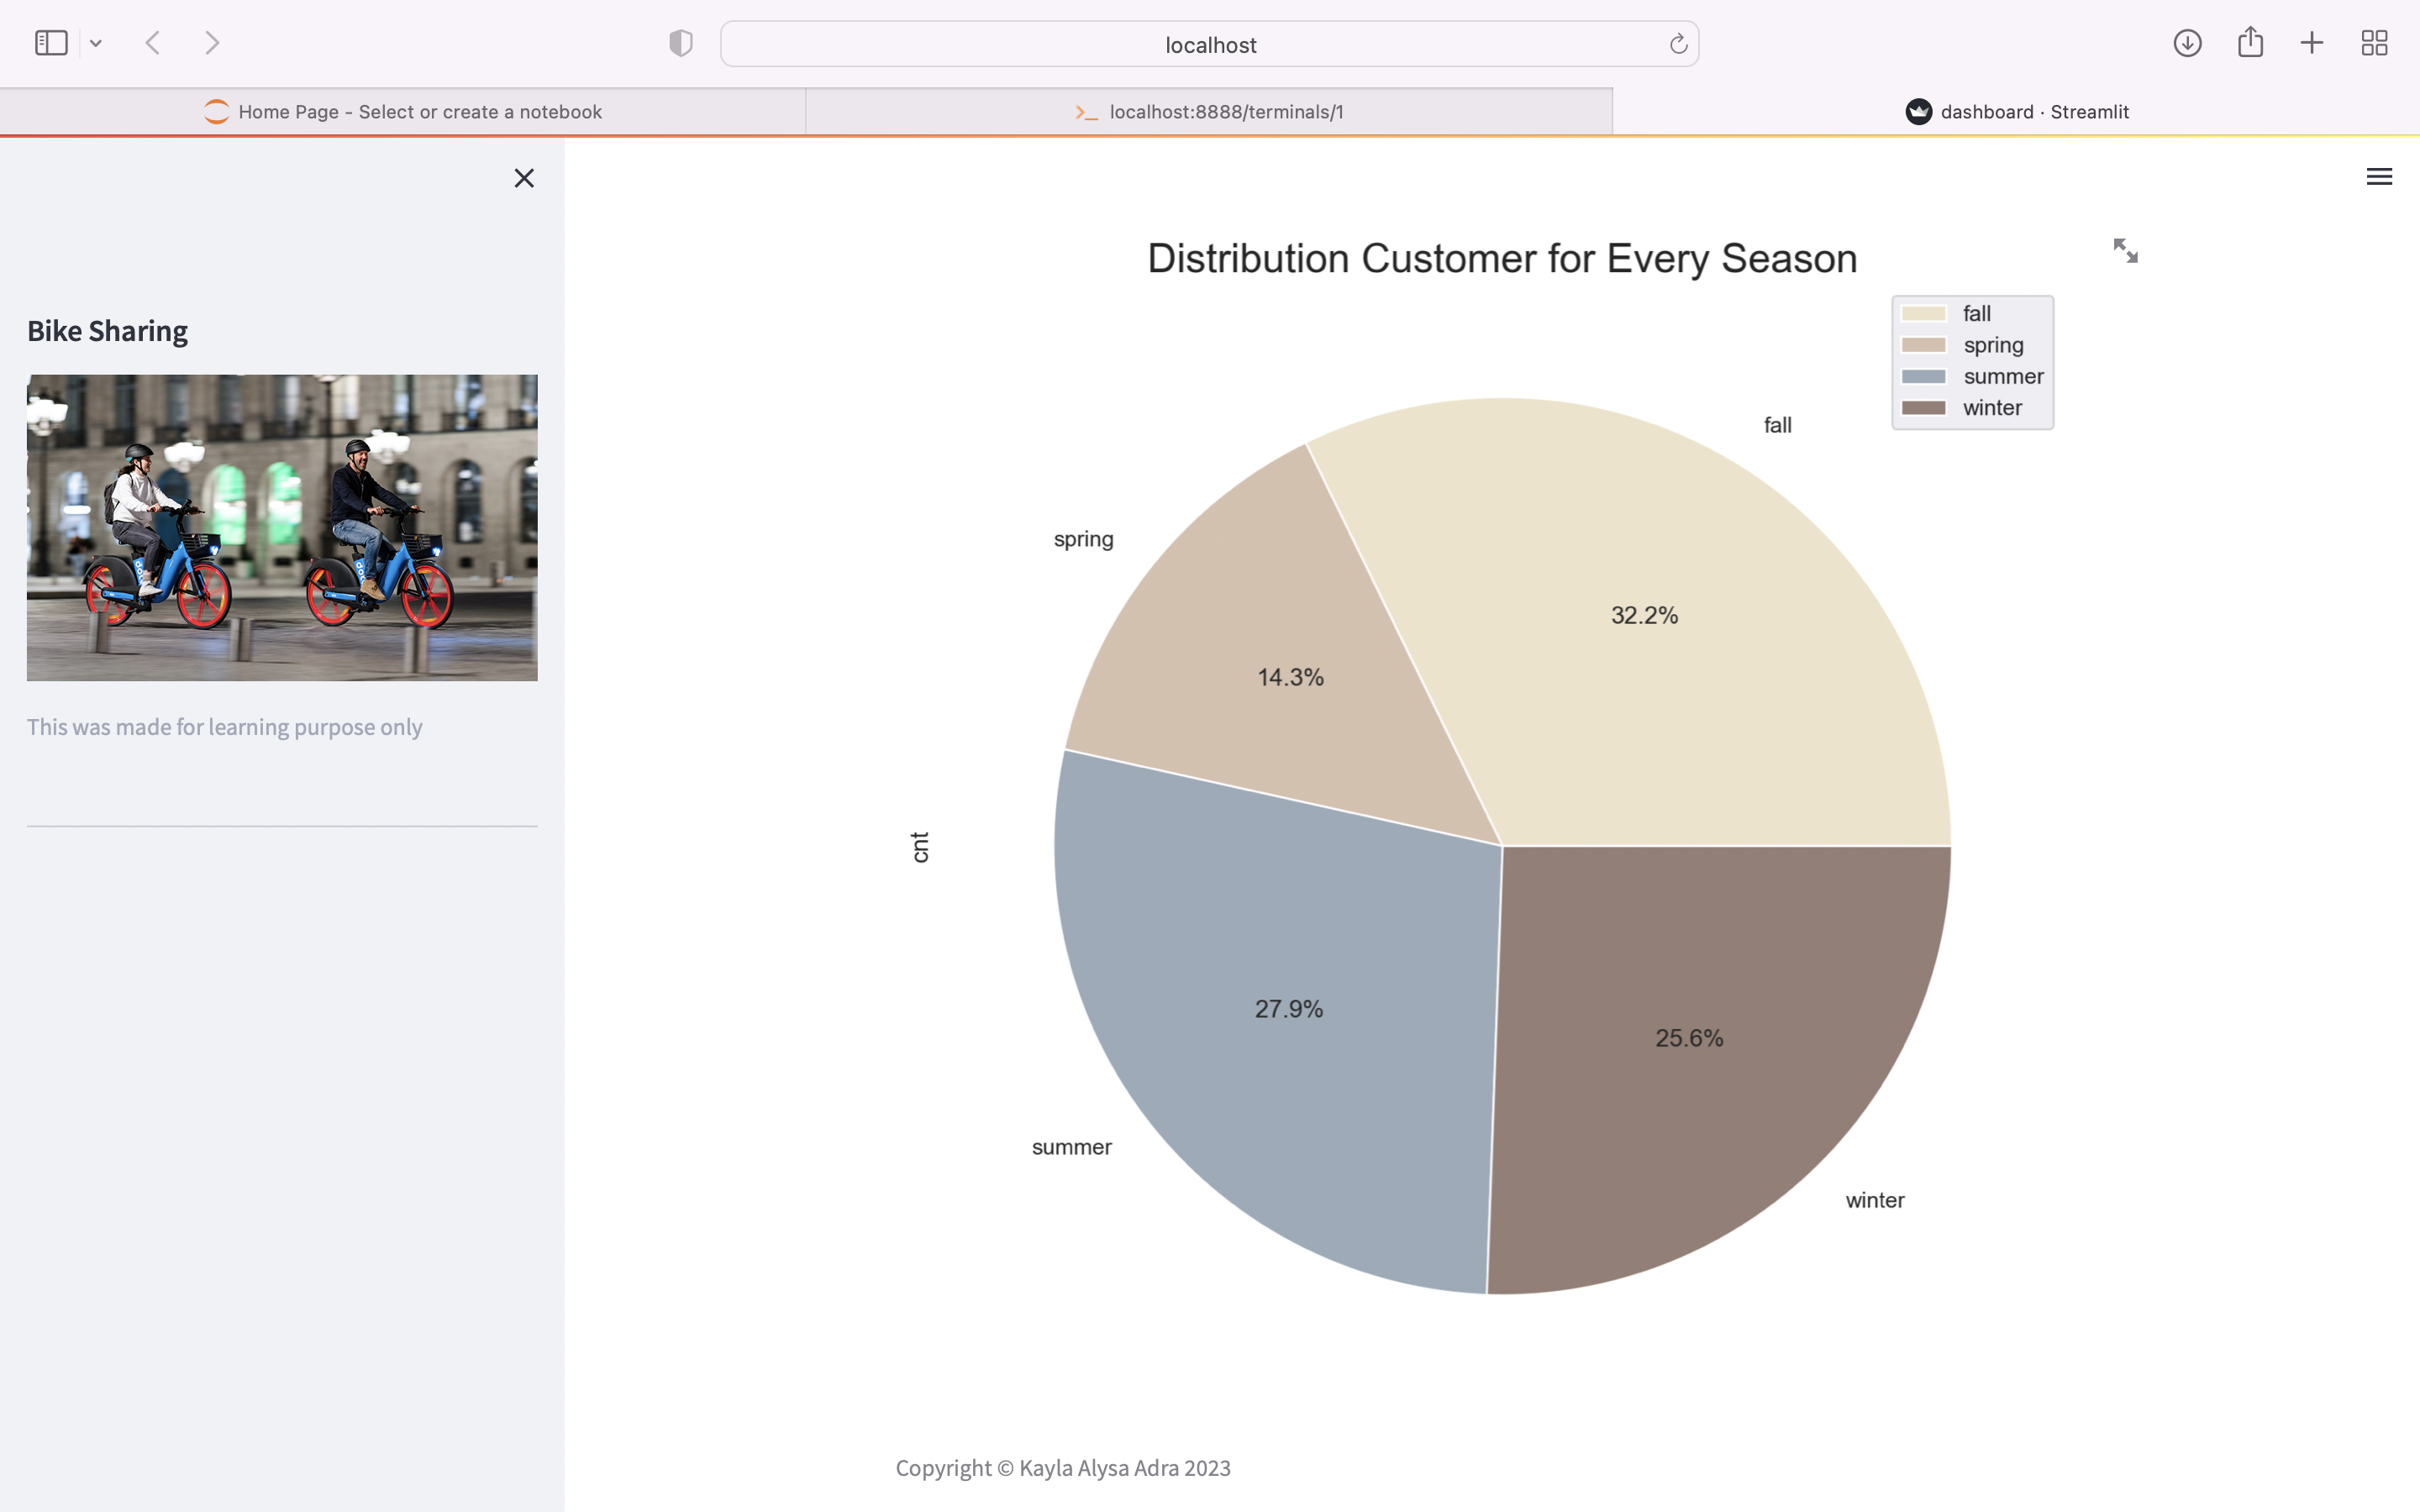 localhost
Home Page - Select or create a notebook
localhost:8888/terminals/1
dashboard · Streamlit
Bike Sharing
This was made for learning purpose only
Distribution Customer for Every Season
fall
spring
summer
winter
fall
spring
32.2%
14.3%
cnt
27.9%
25.6%
summer
winter
Copyright © Kayla Alysa Adra 2023